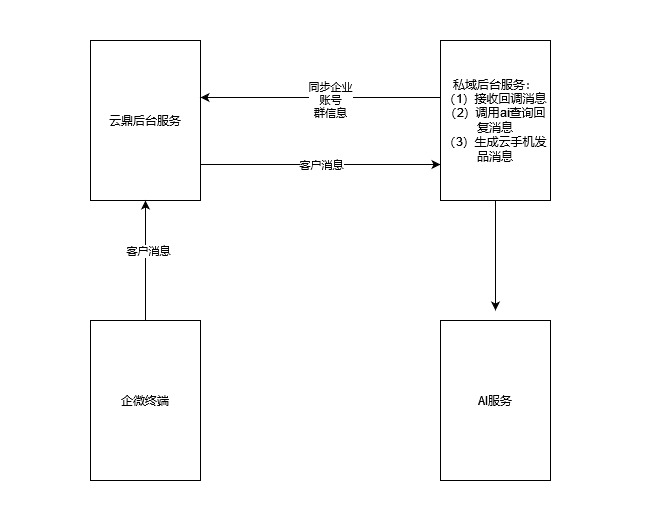 云鼎后台服务
同步企业
账号
群信息
客户消息
私域后台服务：
（1）接收回调消息
（2）调用ai查询回
复消息
（3）生成云手机发
品消息
客户消息
企微终端
AI服务